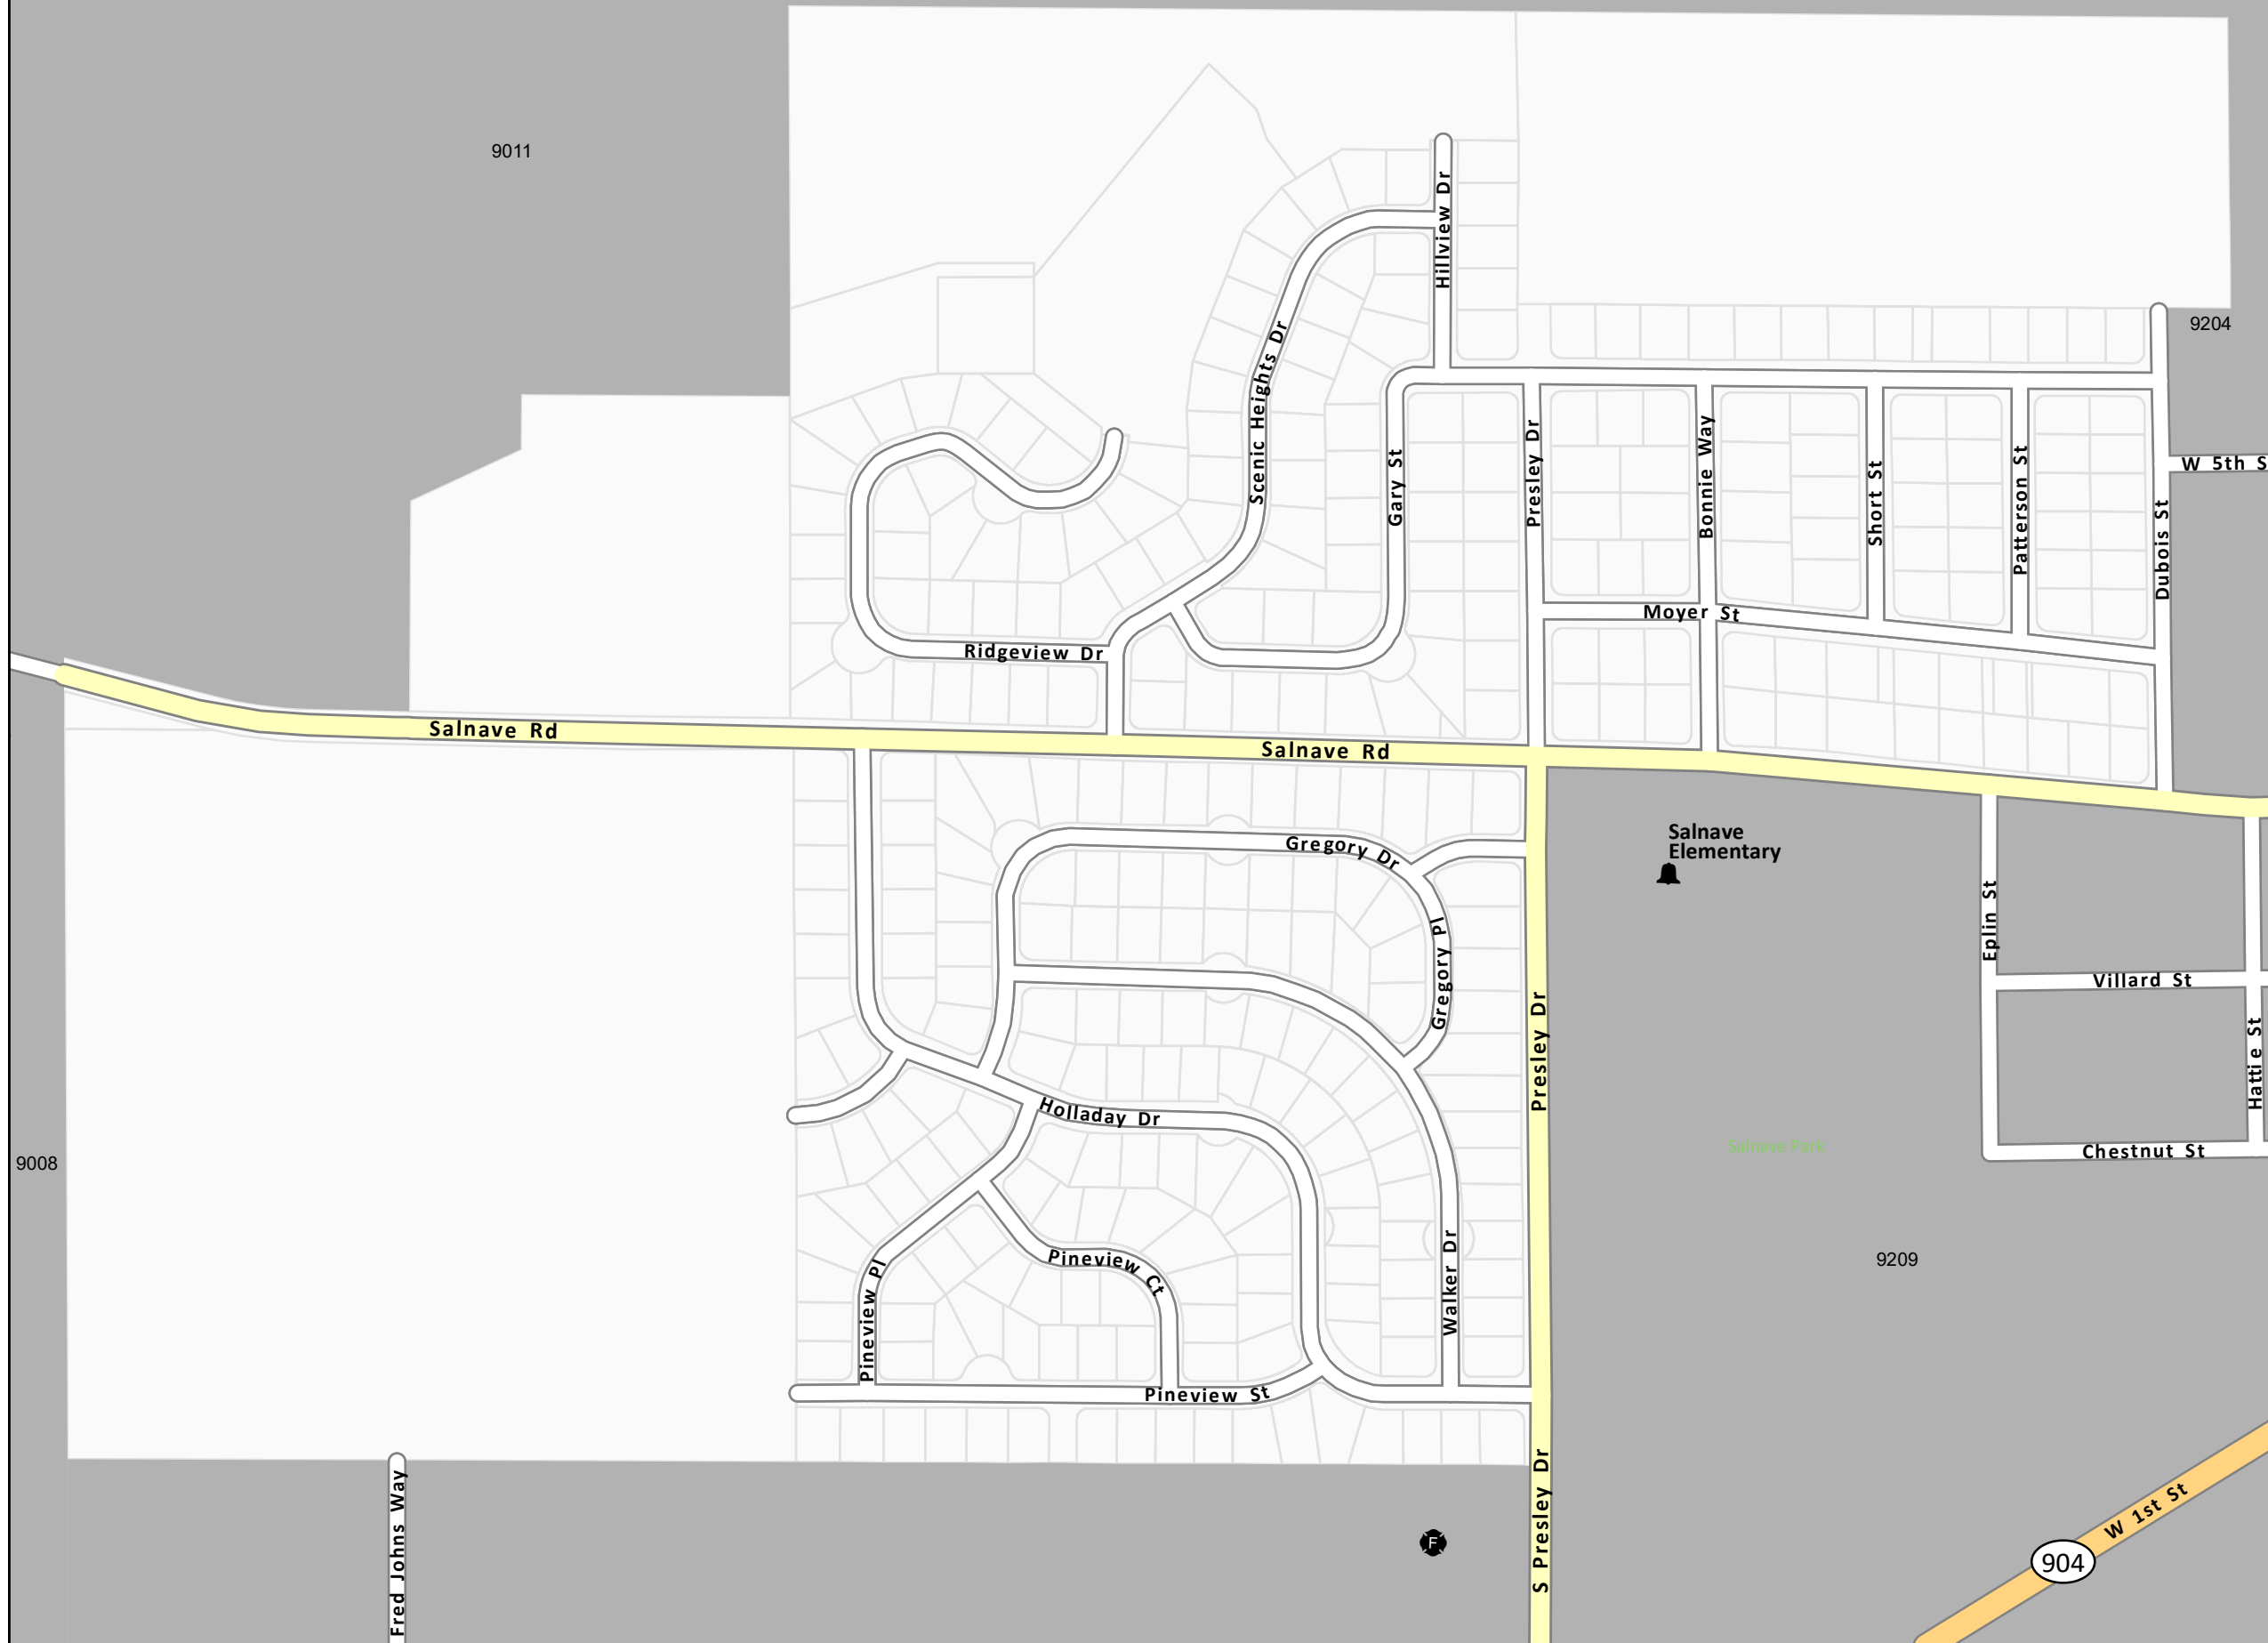 9011
Hillview Dr
9204
Scenic Heights Dr
Gary St
Presley Dr
Bonnie Way
Short St
Patterson St
W 5th S
Dubois St
Moyer St
Ridgeview Dr
Salnave Rd
Salnave Rd
Salnave
Elementary
Gregory Dr
Gregory Pl
Eplin St
Villard St
Presley Dr
Hattie St
Holladay Dr
Salnave Park
Chestnut St
9008
Pineview Ct
Walker Dr
9209
Pineview Pl
Pineview St
S Presley Dr
Fred Johns Way
W 1st St
F
904